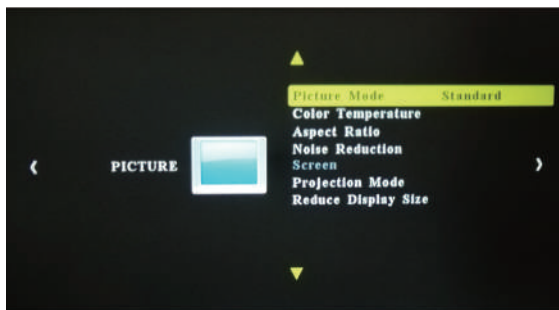 Picture Mode Standard
Color Temperature
Aspect Ratio
Noise Reduction
PICTURE
Screen
Projection Mode
Reduce Display Size